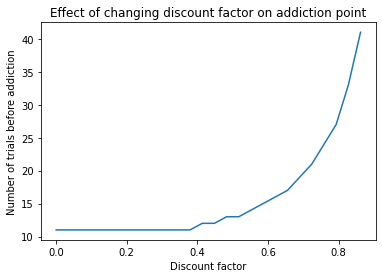 Effect of changing discount factor on addiction point
Number of trials before addiction
40
35
30
25
20
15
10
0.0 0.2 0.4 0.6 0.8
Discount factor